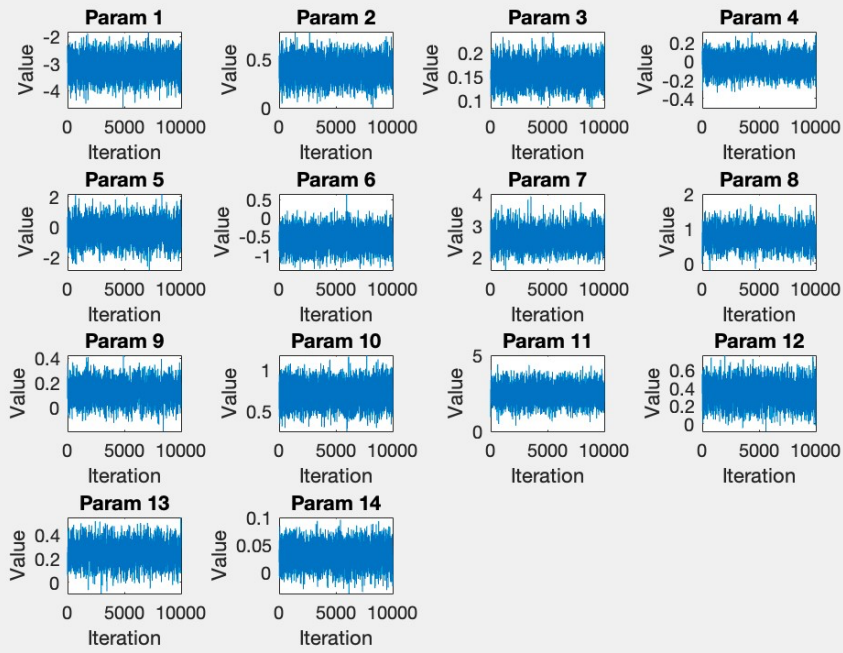 Param 1 Param 2 Param 3 Param 4
-2
-3
-4
Value
0.5
0
Value
0.2
0.15
0.1
Value
0.2
0
-0.2
-0.4
Value
0 5000 10000 0 5000 10000 0 5000 10000 0 5000 10000
Iteration Iteration Iteration Iteration
Param 5 Param 6 Param 7 Param 8
2
0
-2
Value
0.5
0
-0.5
-1
Value
4
3
2
Value
2
1
0
Value
0 5000 10000 0 5000 10000 0 5000 10000 0 5000 10000
Iteration Iteration Iteration Iteration
Param 9 Param 10 Param 11 Param 12
0.4
0.2
0
Value
1
0.5
Value
5
0
Value
0.6
0.4
0.2
0
Value
0 5000 10000 0 5000 10000 0 5000 10000 0 5000 10000
Iteration Iteration Iteration Iteration
Param 13 Param 14
0.4
0.2
0
Value
0.1
0.05
0
Value
0 5000 10000 0 5000 10000
Iteration Iteration